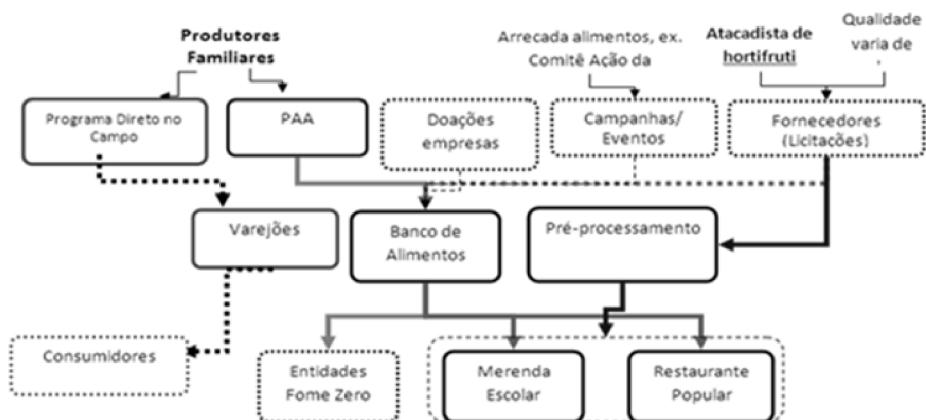 Produtores
Familiares
Arrecada alimentos, ex.
Comitê Ação da
Atacadista de
hortifruti
Qualidade
varia de
Programa Direto no
Campo
PAA
Doações
empresas
Campanhas/
Eventos
Fornecedores
(Licitações)
Varejões
Banco de
Alimentos
Pré-processamento
Consumidores
Entidades
Fome Zero
Merenda
Escolar
Restaurante
Popular